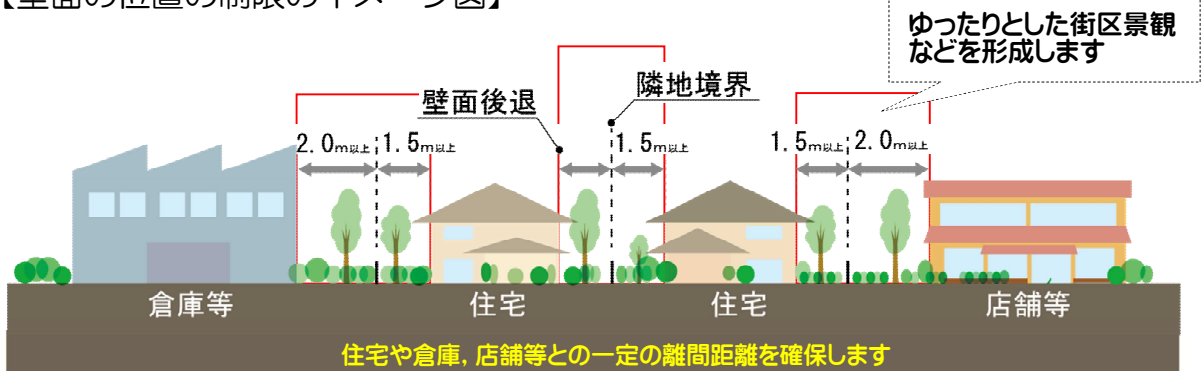 【壁面の位置の制限のイメージ図】
ゆったりとした街区景観
などを形成します
壁面後退
隣地境界
2.0m以上
1.5m以上
1.5m以上
1.5m以上
2.0m以上
倉庫等
住宅
住宅
店舗等
住宅や倉庫，店舗等との一定の離間距離を確保します